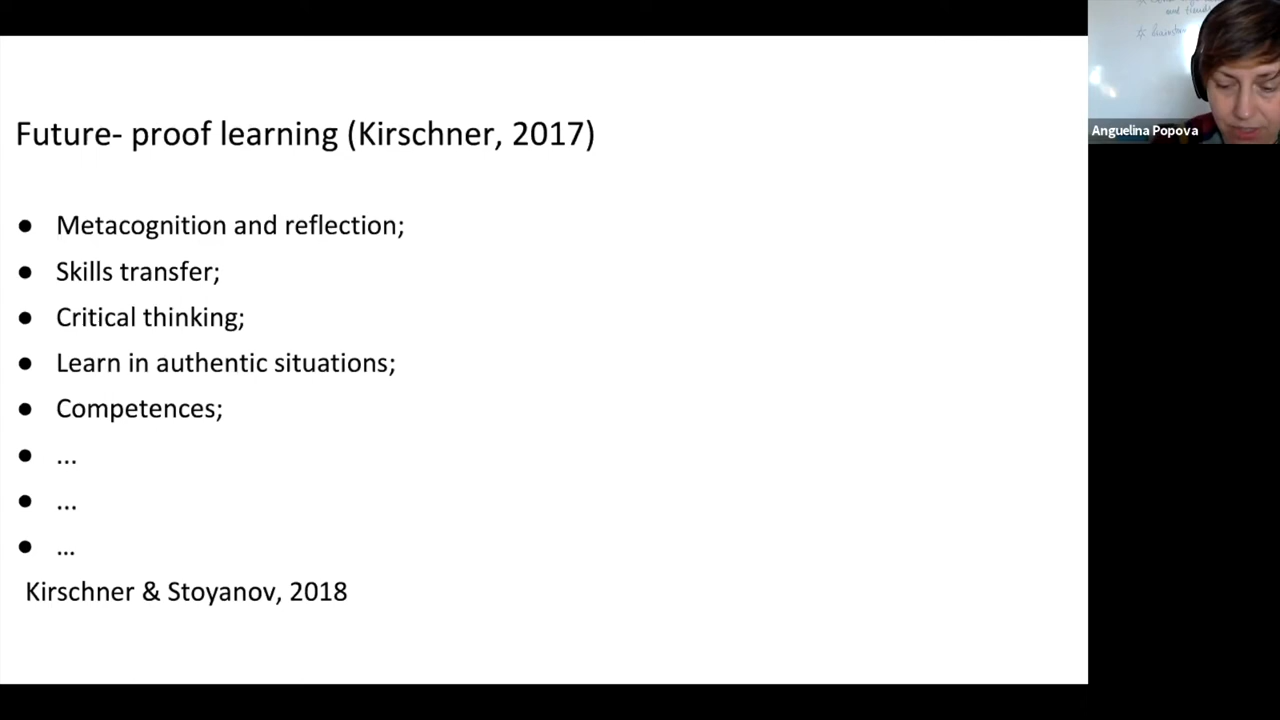 Future- proof learning (Kirschner, 2017)
● Metacognition and reflection;
● Skills transfer;
● Critical thinking;
● Learn in authentic situations;
● Competences;
● ...
● ...
● ...
Kirschner & Stoyanov, 2018
and
Anguelina Popova